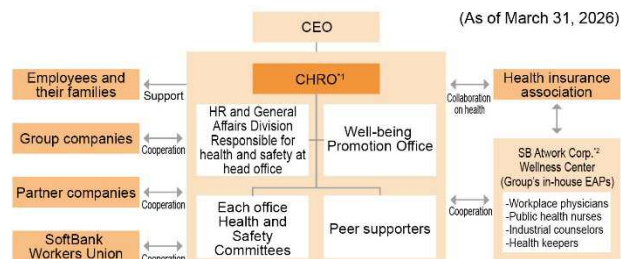 (As of March 31, 2026)
CEO
CHRO*1
Employees and
their families
Support
Group companies
Cooperation
Partner companies
Cooperation
SoftBank
Workers Union
Cooperation
HR and General
Affairs Division
Responsible for
health and safety at
head office
Well-being
Promotion Office
Each office
Health and
Safety
Committees
Peer supporters
Collaboration
on health
Health insurance
association
Cooperation
SB Atwork Corp.*2
Wellness Center
(Group's in-house EAPs)
-Workplace physicians
-Public health nurses
-Industrial counselors
-Health keepers